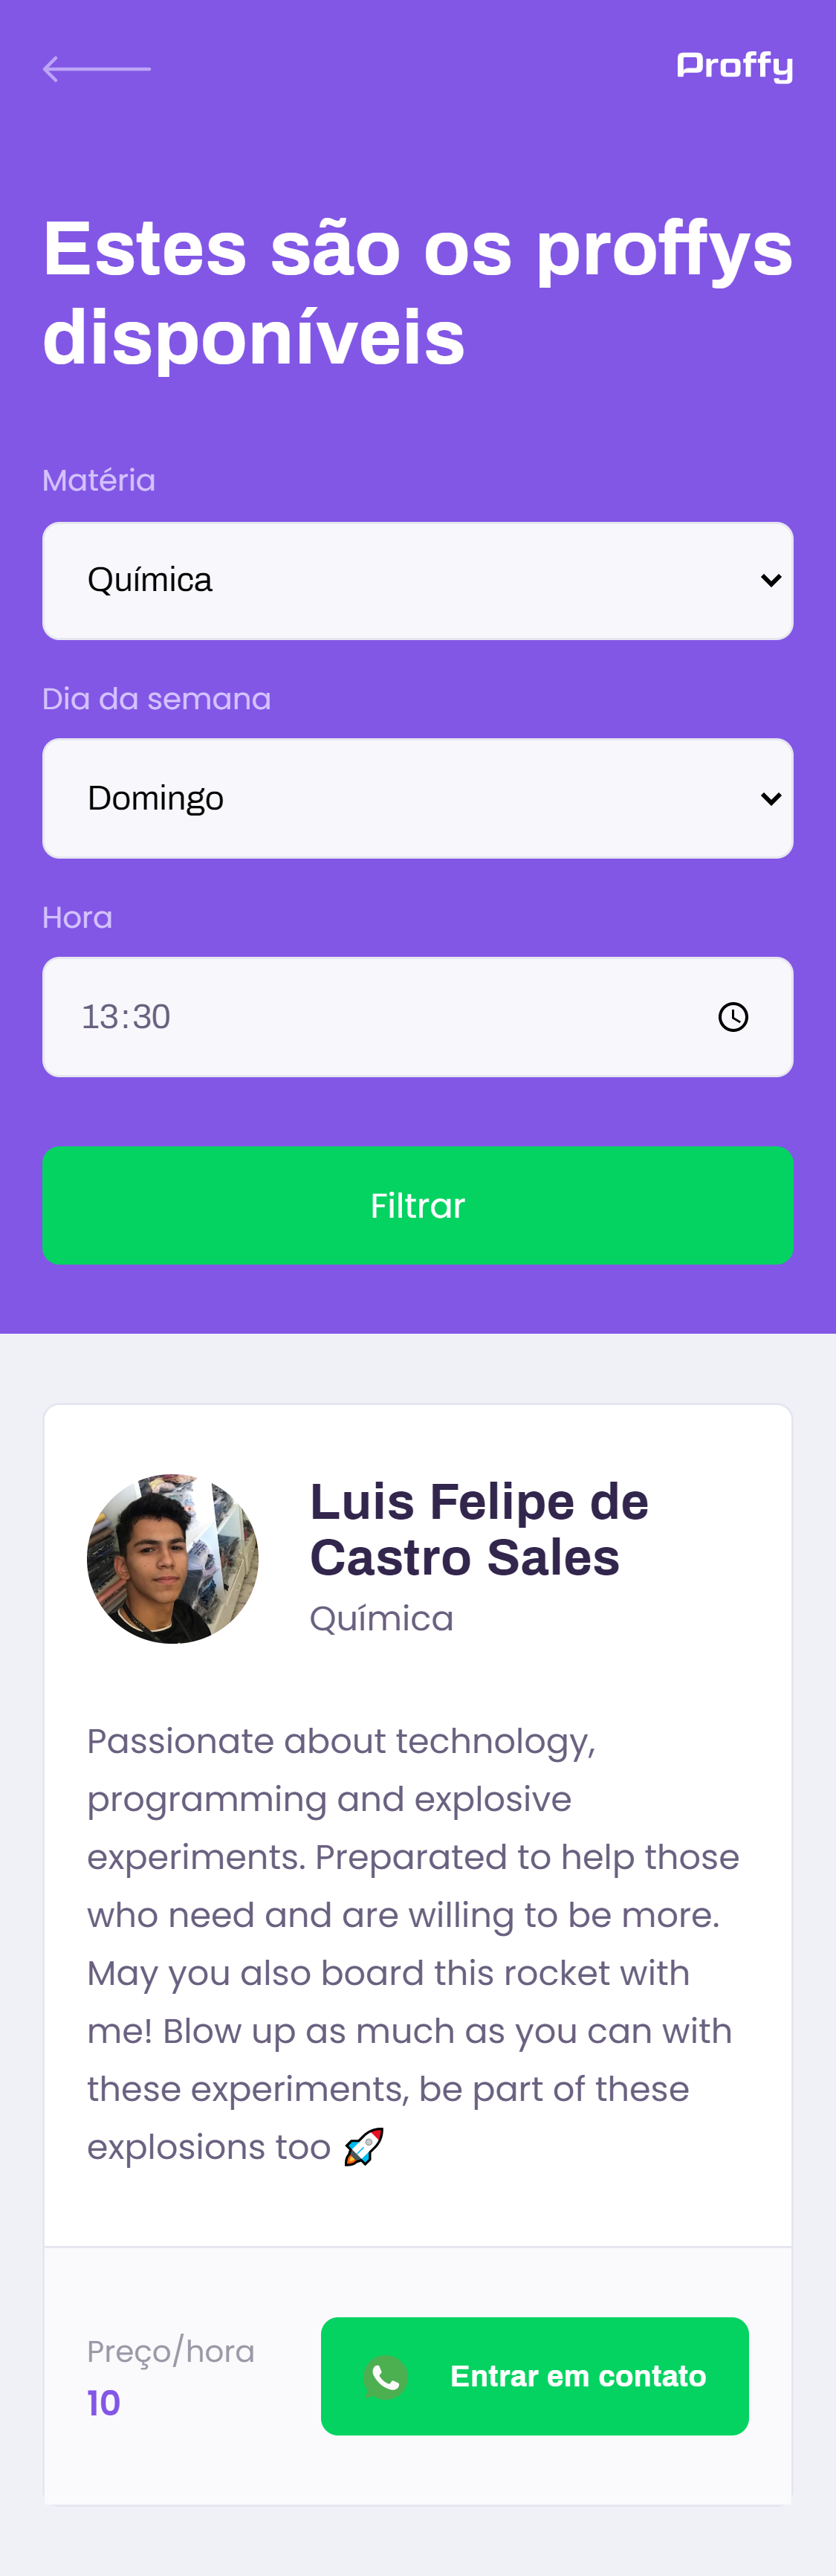 Proffy
Estes são os proffys
disponíveis
Matéria
Química
Dia da semana
Domingo
Hora
13:30
Filtrar
Luis Felipe de
Castro Sales
Química
Passionate about technology,
programming and explosive
experiments. Preparated to help those
who need and are willing to be more.
May you also board this rocket with
me! Blow up as much as you can with
these experiments, be part of these
explosions too 🚀
Preço/hora
10
Entrar em contato